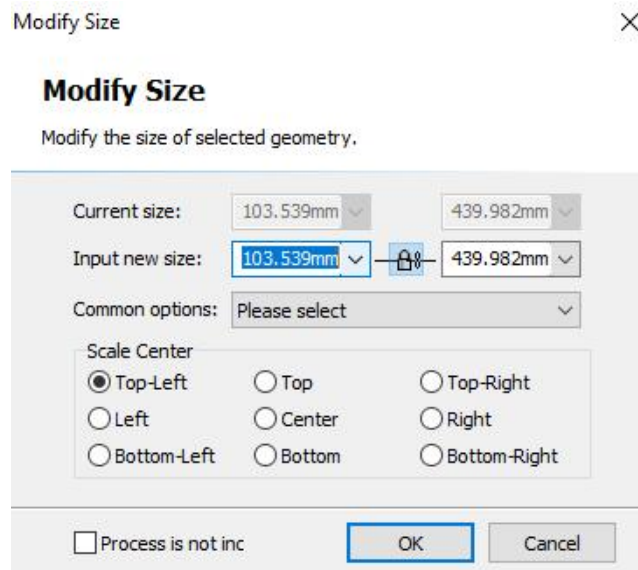 Modify Size
Modify Size
Modify the size of selected geometry.
Current size: 103.539mm 439.982mm
Input new size: 103.539mm 439.982mm
Common options: Please select
Scale Center
Top-Left Top Top-Right
Left Center Right
Bottom-Left Bottom Bottom-Right
Process is not inc OK Cancel